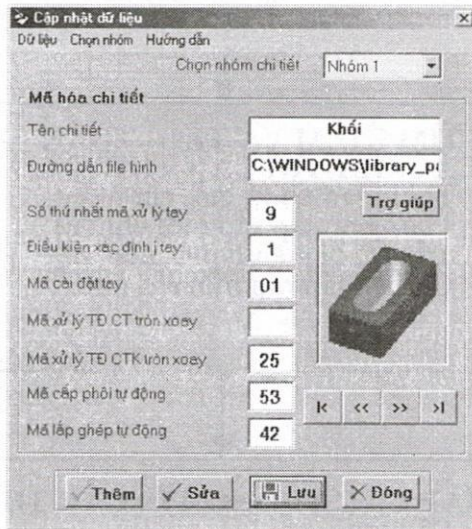 Cập nhật dữ liệu
Dữ liệu Chọn nhóm Hướng dẫn
Chọn nhóm chi tiết Nhóm 1
Mã hóa chi tiết
Tên chi tiết Khối
Đường dẫn file hình C:\WINDOWS\library_pa
Trợ giúp
Số thứ nhất mã xử lý tay 9
Điều kiện xác định j tay 1
Mã cài đặt tay 01
Mã xử lý TĐ CT tròn xoay
Mã xử lý TĐ CTK tròn xoay 25
Mã cấp phôi tự động 53
Mã lắp ghép tự động 42
|< << >> >|
Thêm Sửa Lưu Đóng